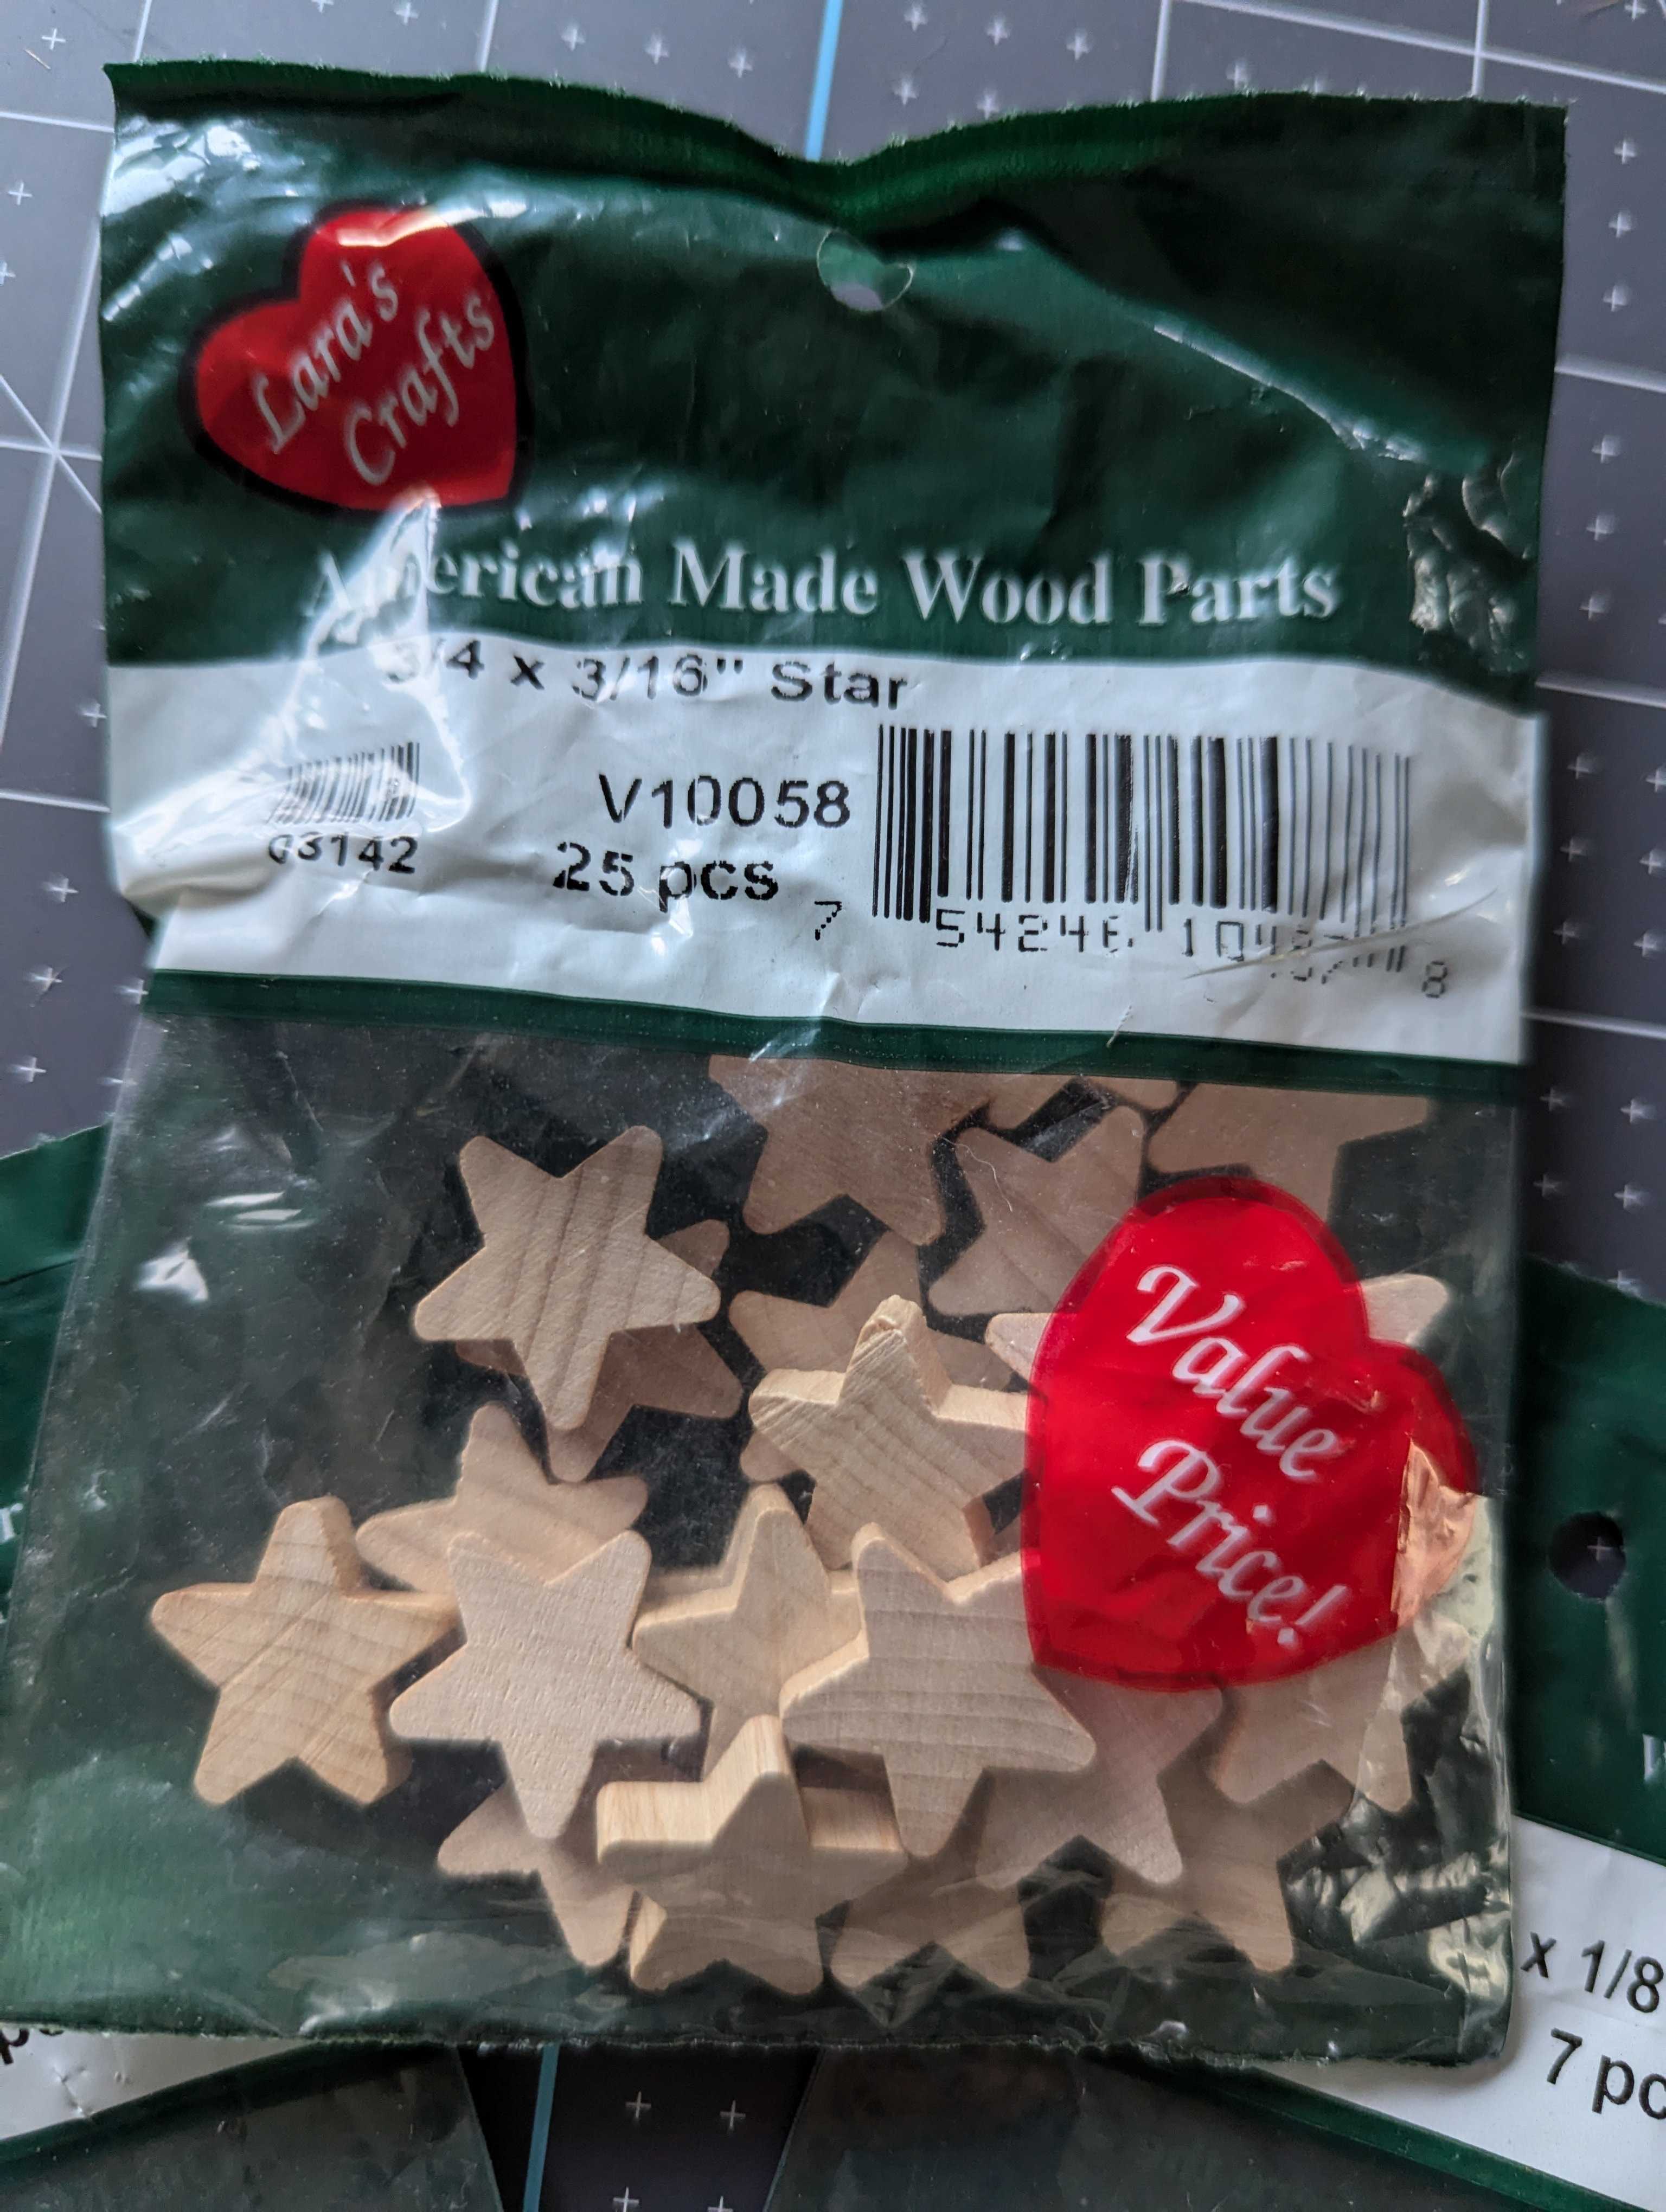 Lara's
Crafts
American Made Wood Parts
3/4 x 3/16" Star
V10058
03142
25 pcs
7 54246 8
Value
Price!
x 1/8
7 pc